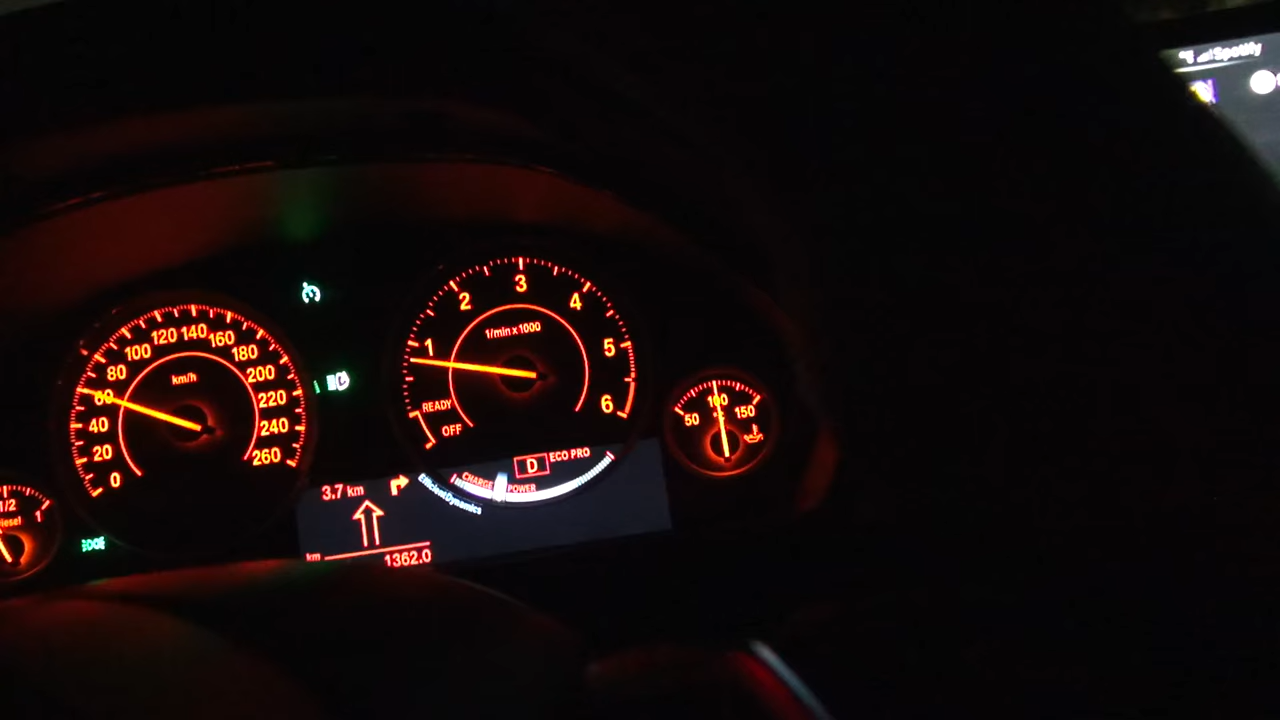 Spotify
0
20
40
60
80
100
120
140
160
180
200
220
240
260
km/h
1
2
3
4
5
6
1/min x 1000
READY
OFF
50
100
150
1/2
1
Diesel
D
ECO PRO
CHARGE
POWER
EfficientDynamics
3.7 km
km
1362.0